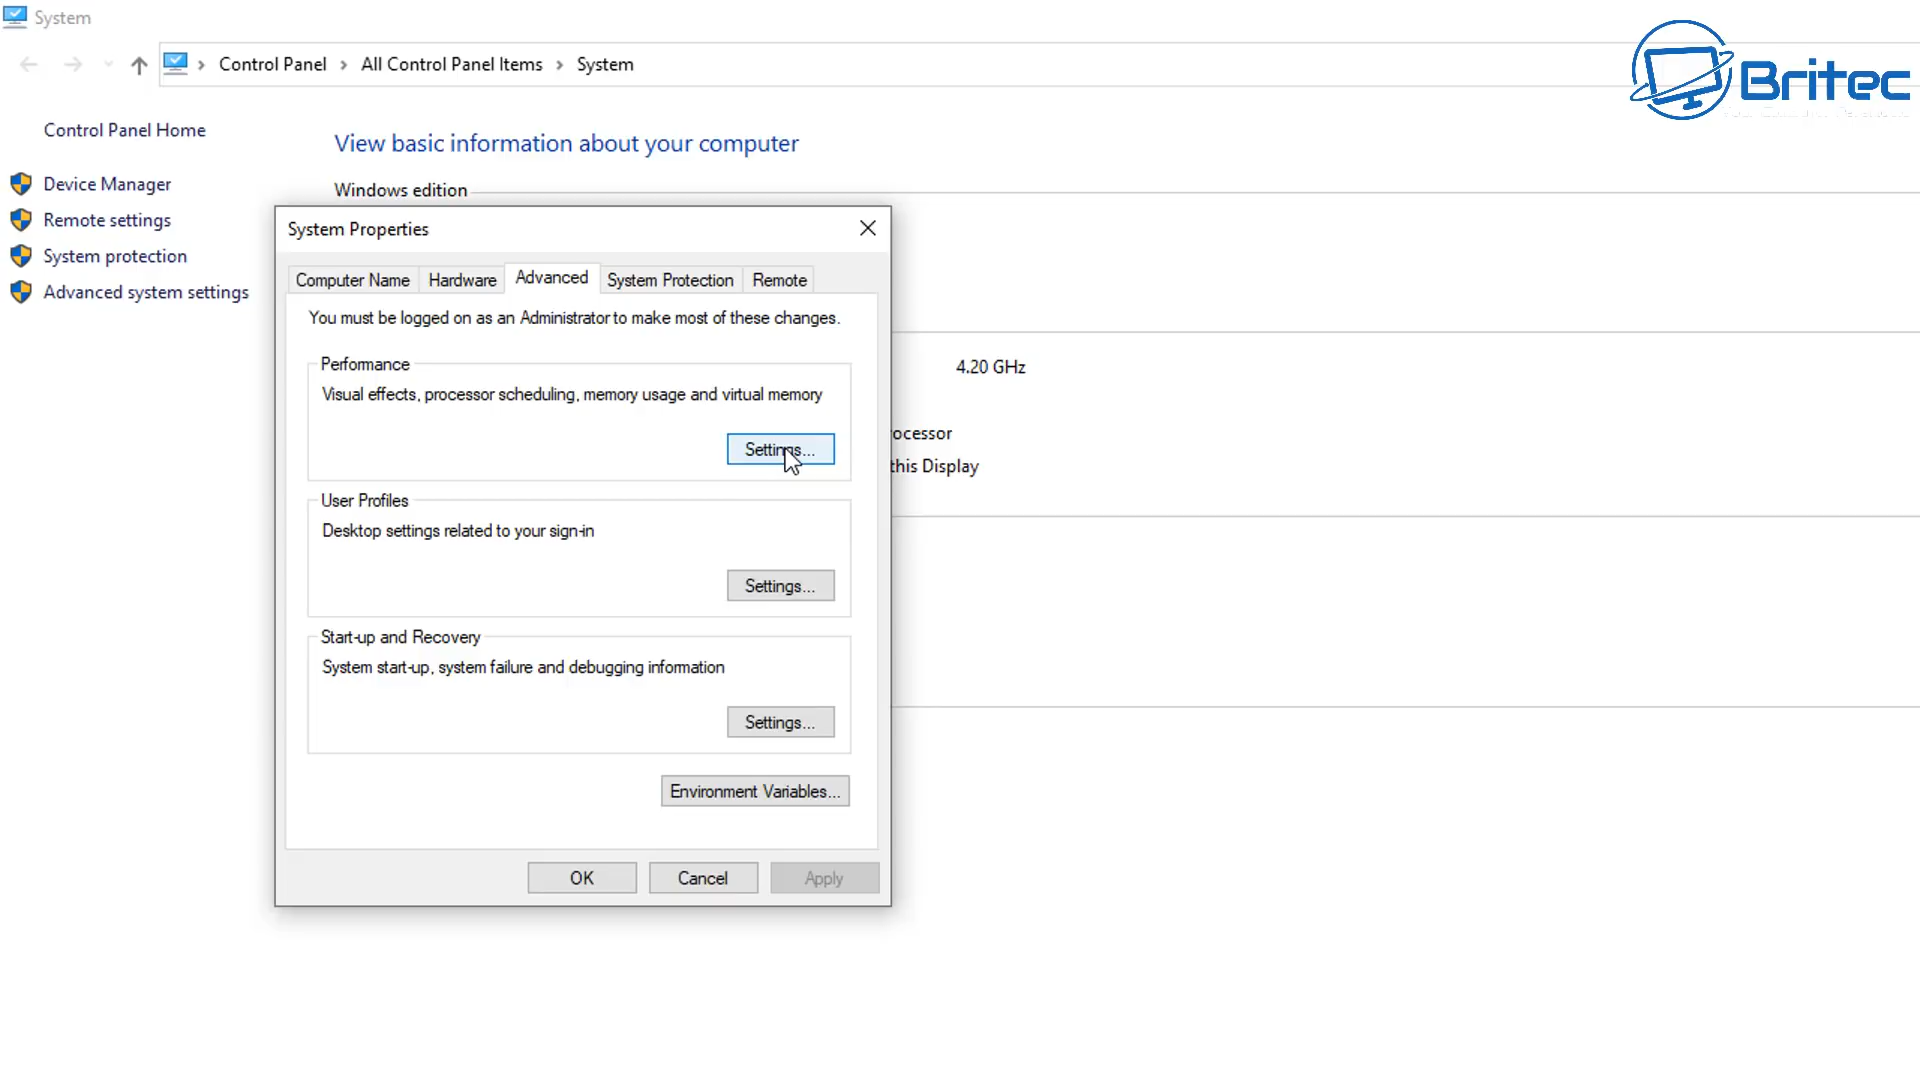 System
Control Panel > All Control Panel Items > System
Britec
Control Panel Home
View basic information about your computer
Device Manager
Windows edition
Remote settings
System protection
Advanced system settings
System Properties
Computer Name Hardware Advanced System Protection Remote
You must be logged on as an Administrator to make most of these changes.
Performance
Visual effects, processor scheduling, memory usage and virtual memory
Settings...
4.20 GHz
ocessor
this Display
User Profiles
Desktop settings related to your sign-in
Settings...
Start-up and Recovery
System start-up, system failure and debugging information
Settings...
Environment Variables...
OK Cancel Apply